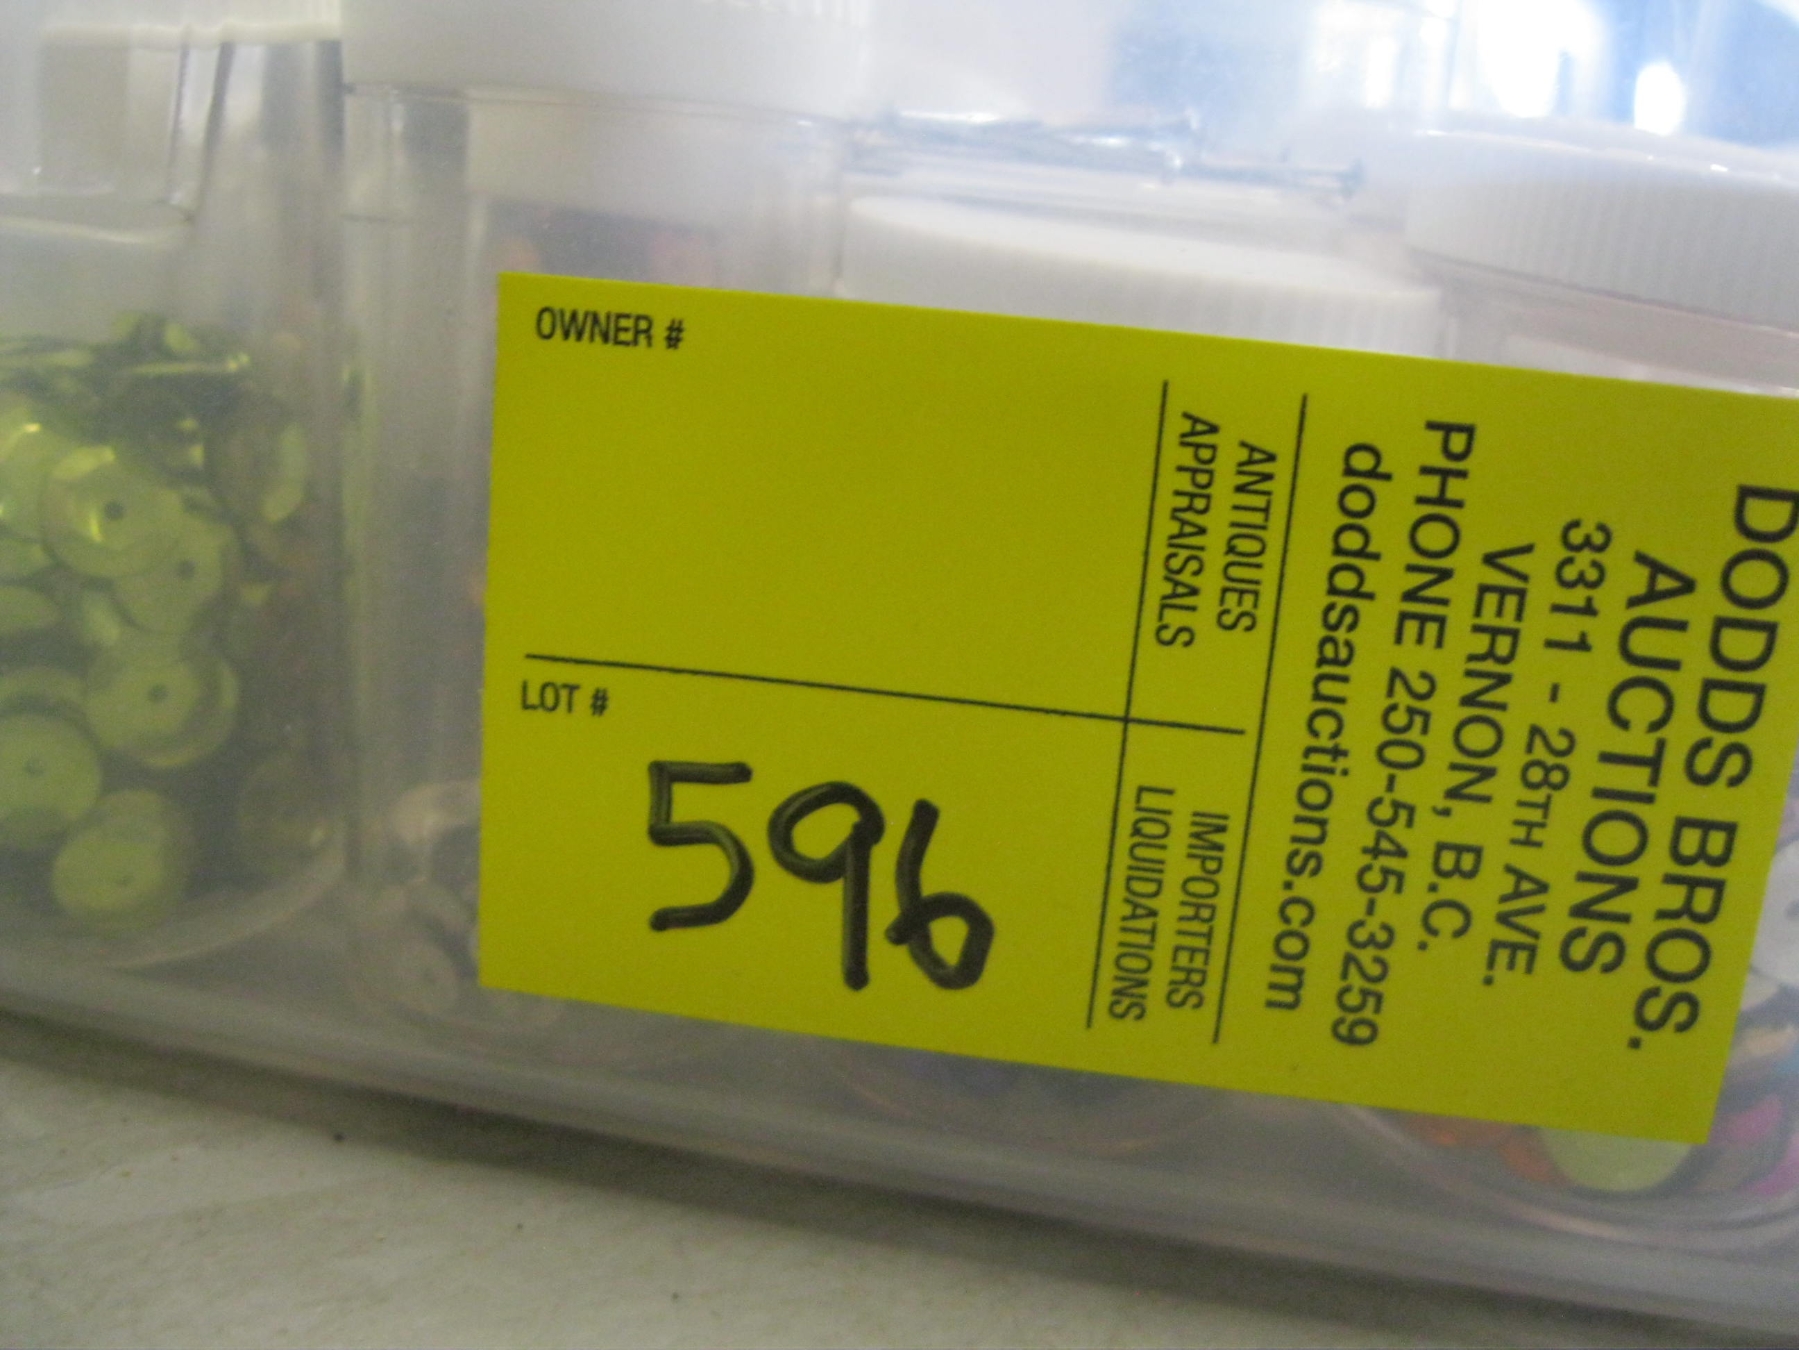 OWNER #
LOT #
596
ANTIQUES
APPRAISALS
IMPORTERS
LIQUIDATIONS
DODDS BROS.
AUCTIONS
3311 - 28TH AVE.
VERNON, B.C.
PHONE 250-545-3259
doddsauctions.com